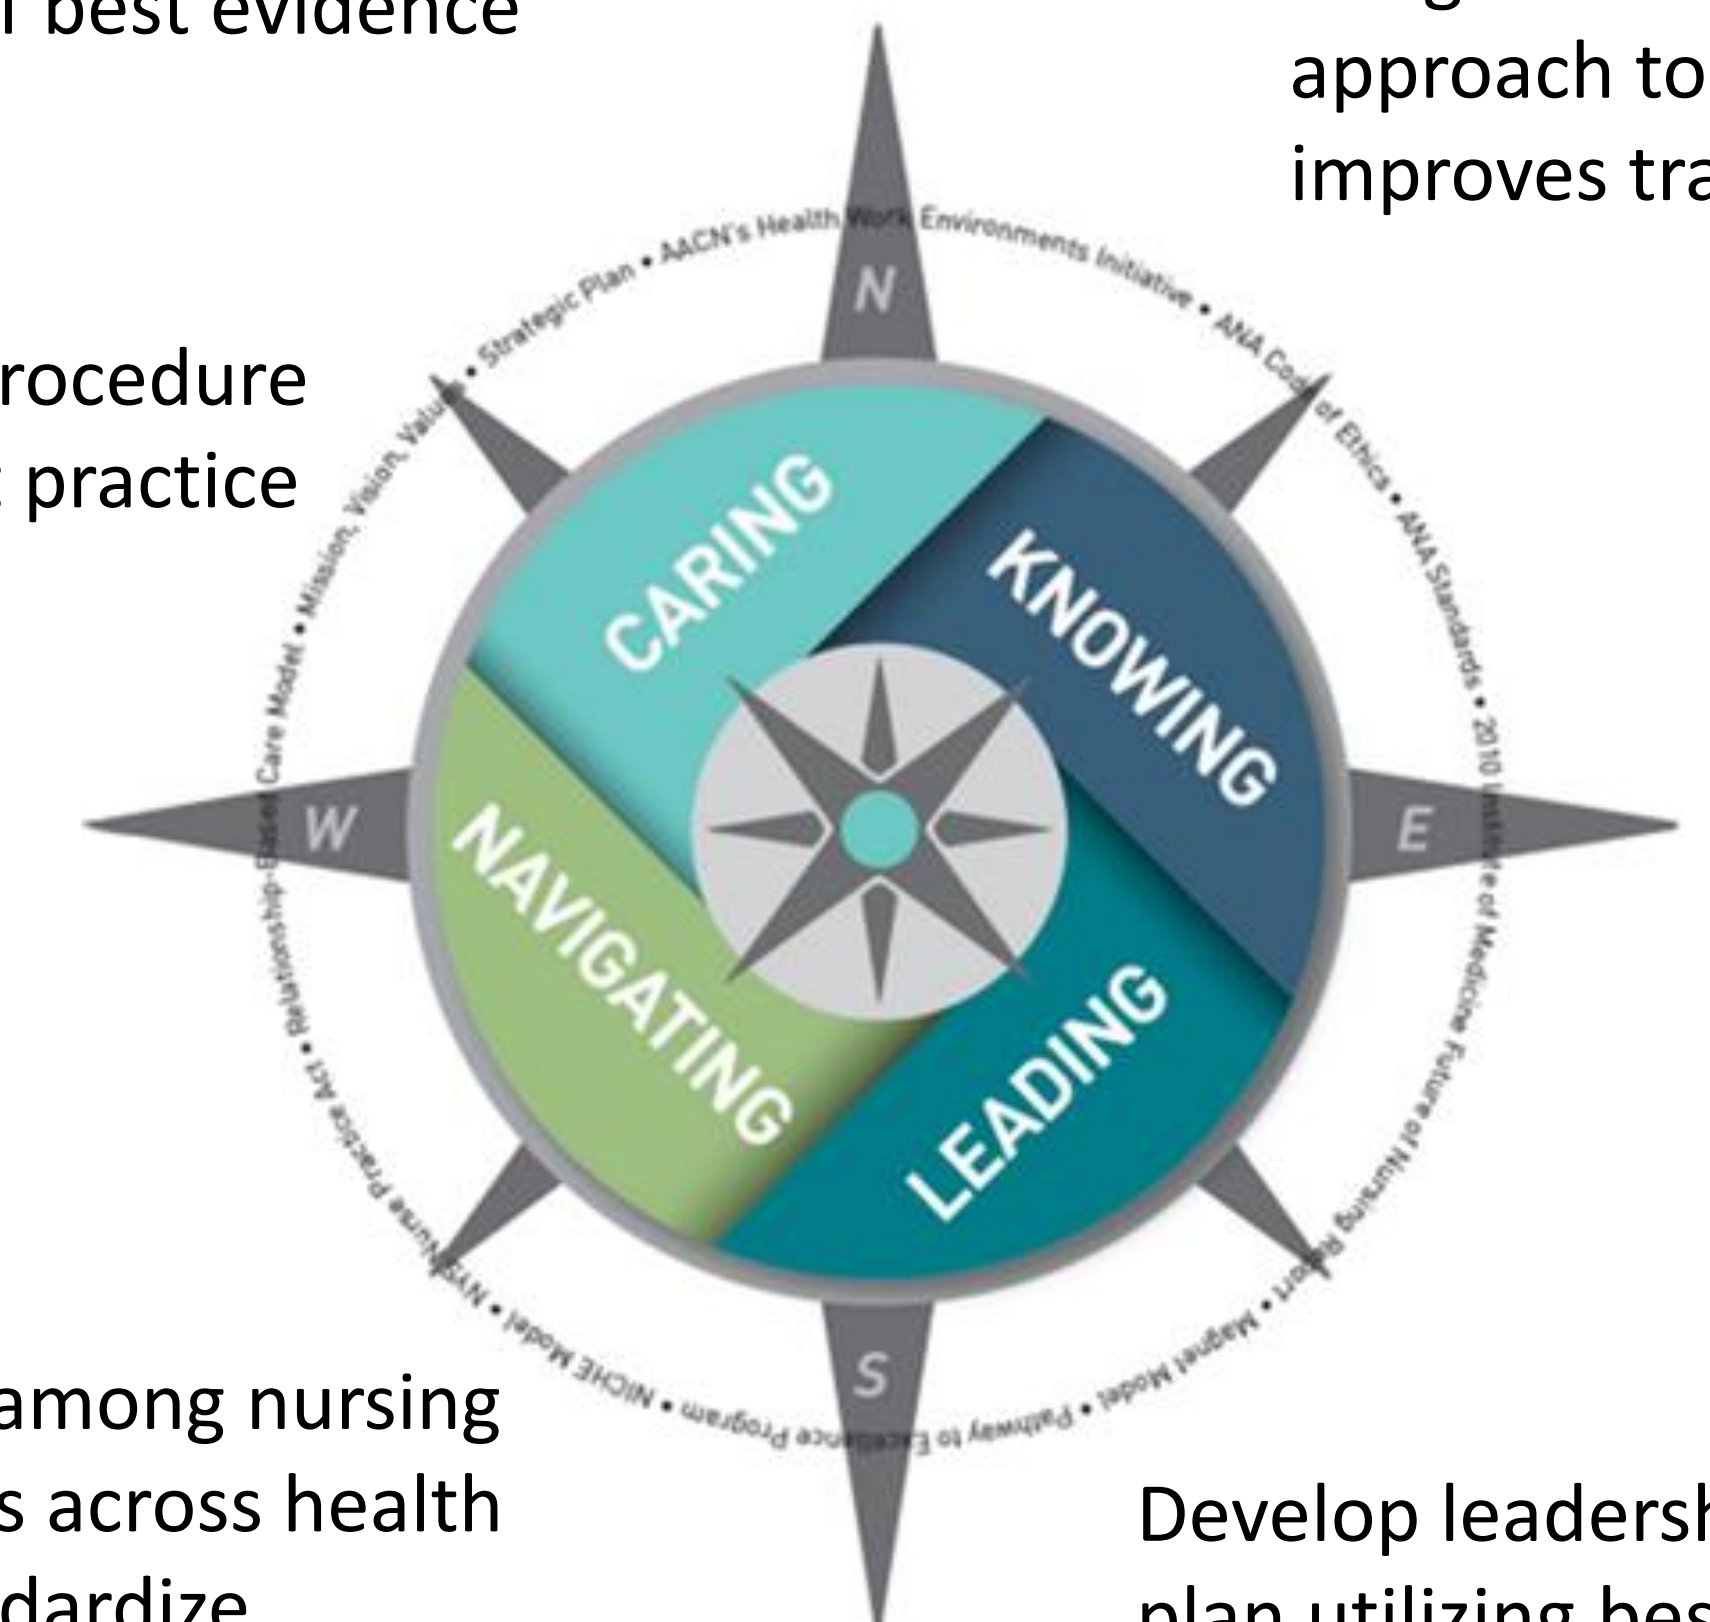 best evidence
approach to
improves tra
rocedure
practice
N
W
E
S
CARING
KNOWING
NAVIGATING
LEADING
Strategic Plan • AACN's Health Work Environments Initiative • ANA Code of Ethics • ANA Standards • 2010 Institute of Medicine Future of Nursing Report • Magnet Model • Pathway to Excellence Program • NICHE Model • NYS Nurse Practice Act • Relationship-Based Care Model • Mission, Vision, Values •
among nursing
s across health
dardize
Develop leadersh
plan utilizing bes